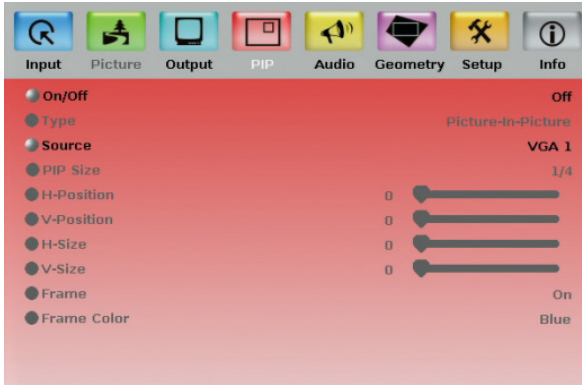 Input Picture Output PIP Audio Geometry Setup Info
On/Off Off
Type Picture-In-Picture
Source VGA 1
PIP Size 1/4
H-Position 0
V-Position 0
H-Size 0
V-Size 0
Frame On
Frame Color Blue